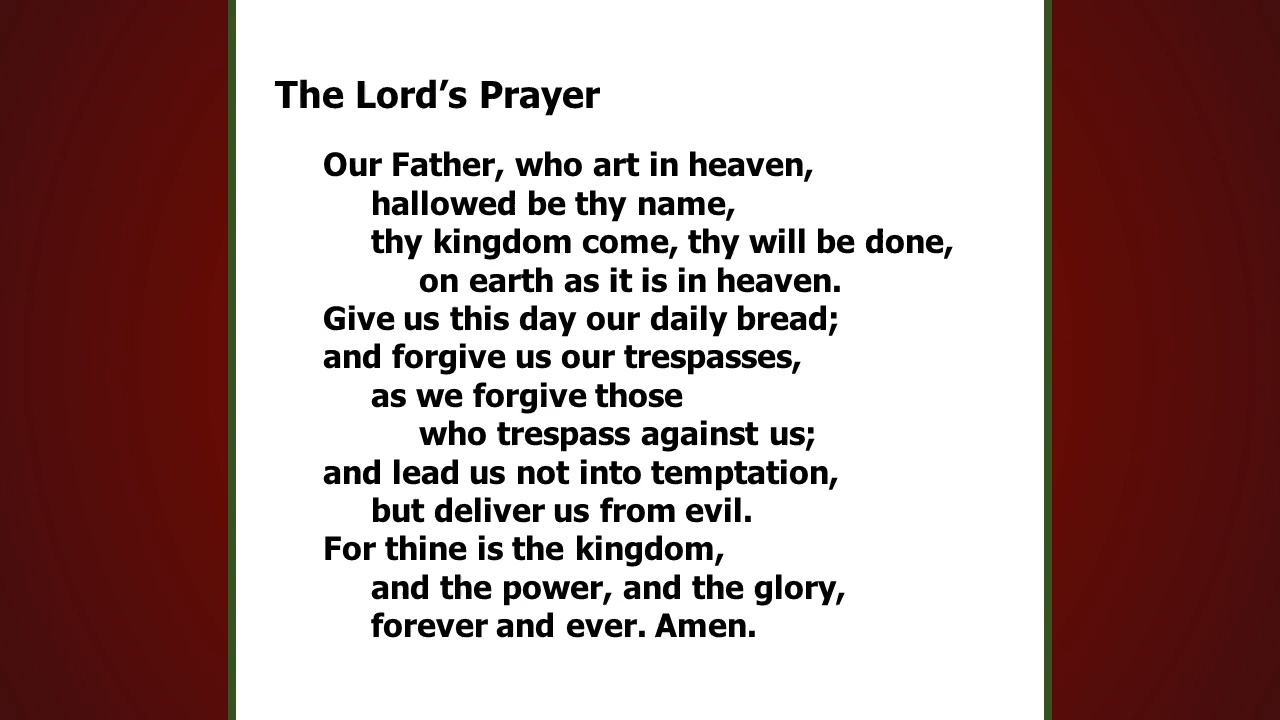 The Lord’s Prayer
Our Father, who art in heaven,
hallowed be thy name,
thy kingdom come, thy will be done,
on earth as it is in heaven.
Give us this day our daily bread;
and forgive us our trespasses,
as we forgive those
who trespass against us;
and lead us not into temptation,
but deliver us from evil.
For thine is the kingdom,
and the power, and the glory,
forever and ever. Amen.